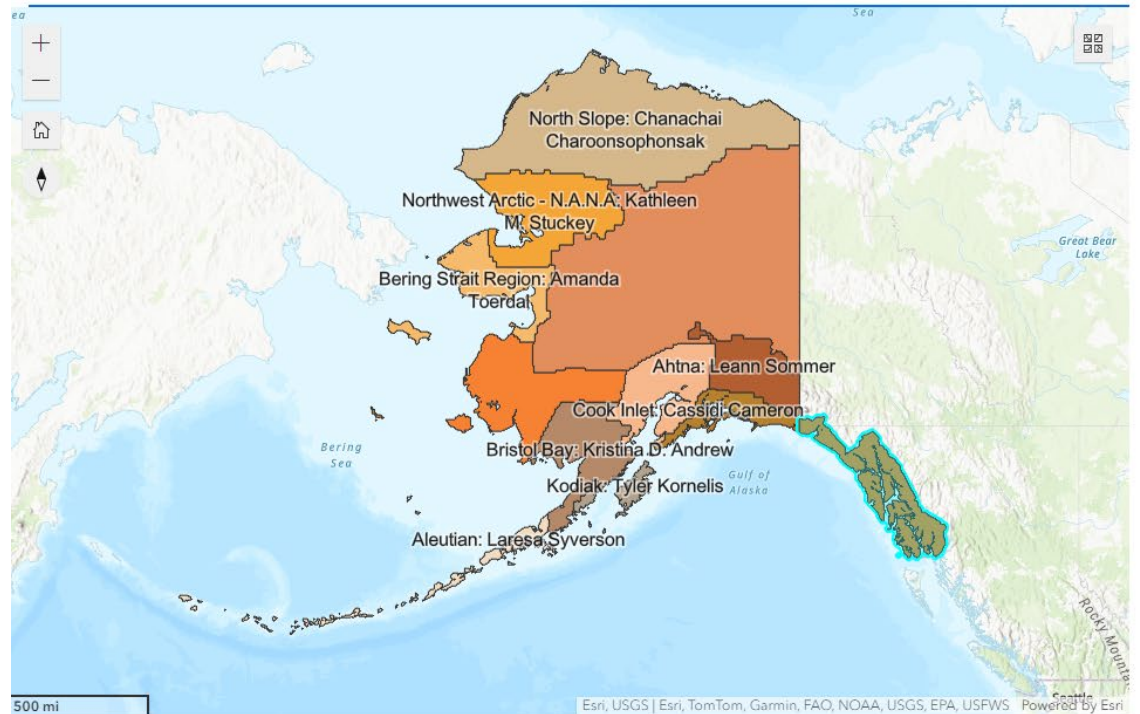 ea
Sea
North Slope: Chanachai
Charoonsophonsak
Northwest Arctic - N.A.N.A: Kathleen
M. Stuckey
Great Bear
Lake
Bering Strait Region: Amanda
Toerdal
Ahtna: Leann Sommer
Cook Inlet: Cassidi Cameron
Bering
Sea
Bristol Bay: Kristina D. Andrew
Gulf of
Alaska
Kodiak: Tyler Kornelis
Aleutian: Laresa Syverson
Rocky Mounta
Seattle
500 mi
Esri, USGS | Esri, TomTom, Garmin, FAO, NOAA, USGS, EPA, USFWS Powered by Esri